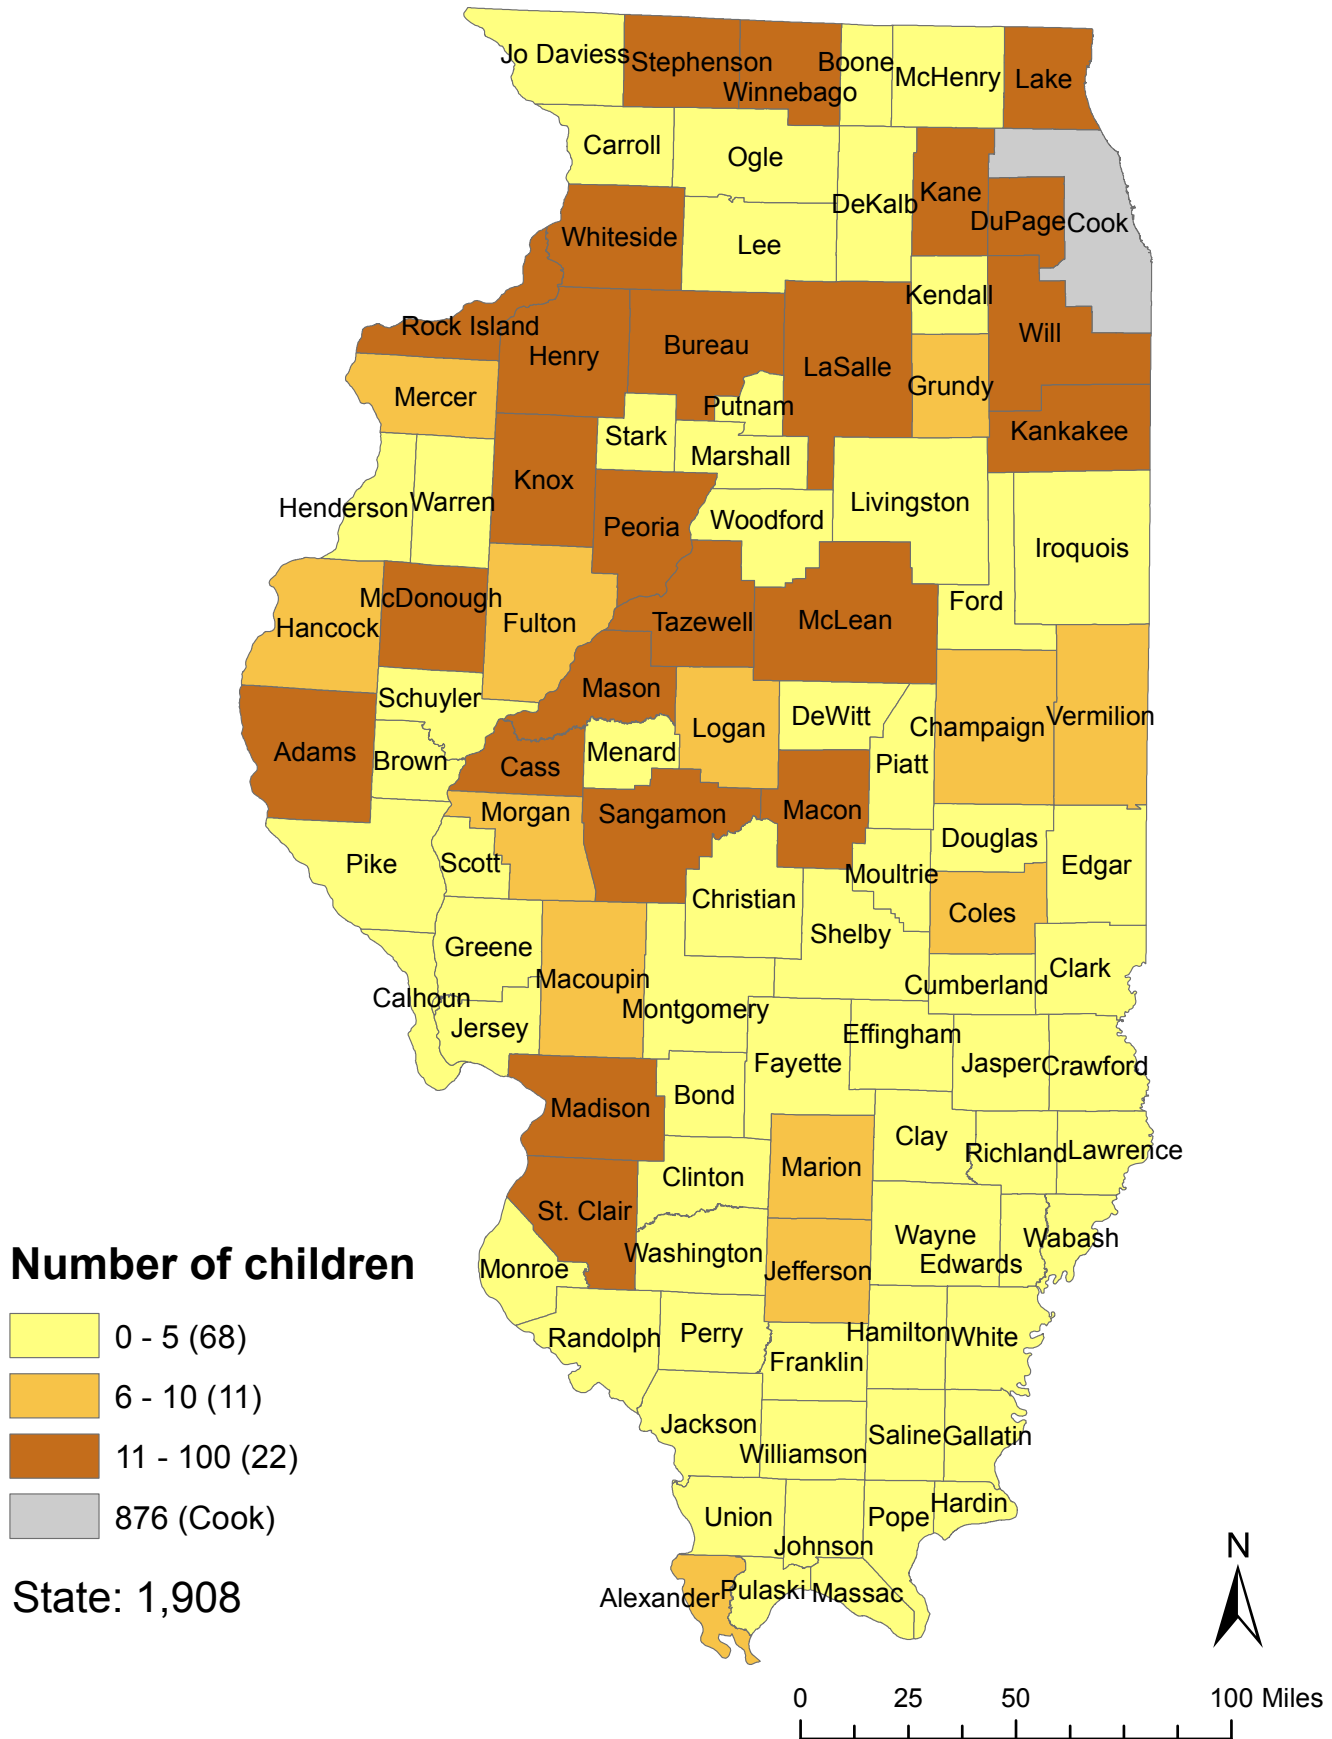 Jo Daviess
Stephenson
Winnebago
Boone
McHenry
Lake
Carroll
Ogle
DeKalb
Kane
DuPage
Cook
Whiteside
Lee
Kendall
Rock Island
Henry
Bureau
LaSalle
Will
Grundy
Mercer
Putnam
Stark
Marshall
Kankakee
Knox
Henderson
Warren
Peoria
Woodford
Livingston
Iroquois
McDonough
Hancock
Fulton
Tazewell
McLean
Ford
Schuyler
Mason
Logan
DeWitt
Champaign
Vermilion
Adams
Brown
Cass
Menard
Piatt
Morgan
Sangamon
Macon
Douglas
Pike
Scott
Christian
Moultrie
Edgar
Coles
Shelby
Greene
Macoupin
Montgomery
Cumberland
Clark
Calhoun
Jersey
Effingham
Fayette
Jasper
Crawford
Madison
Bond
Clay
Richland
Lawrence
Marion
Clinton
St. Clair
Wayne
Edwards
Wabash
Washington
Monroe
Jefferson
Number of children
0 - 5 (68)
6 - 10 (11)
11 - 100 (22)
876 (Cook)
State: 1,908
Randolph
Perry
Hamilton
White
Franklin
Jackson
Williamson
Saline
Gallatin
Union
Johnson
Pope
Hardin
Alexander
Pulaski
Massac
N
0 25 50 100 Miles